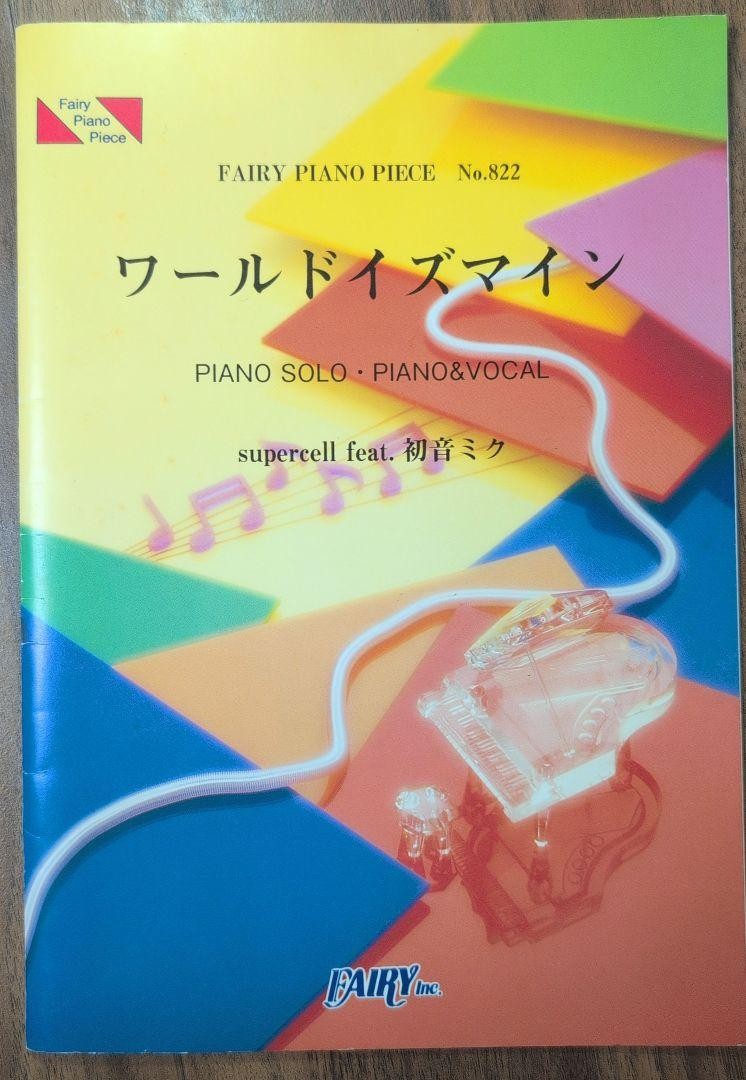 Fairy
Piano
Piece
FAIRY PIANO PIECE No.822
ワールドイズマイン
PIANO SOLO・PIANO&VOCAL
supercell feat. 初音ミク
FAIRY Inc.